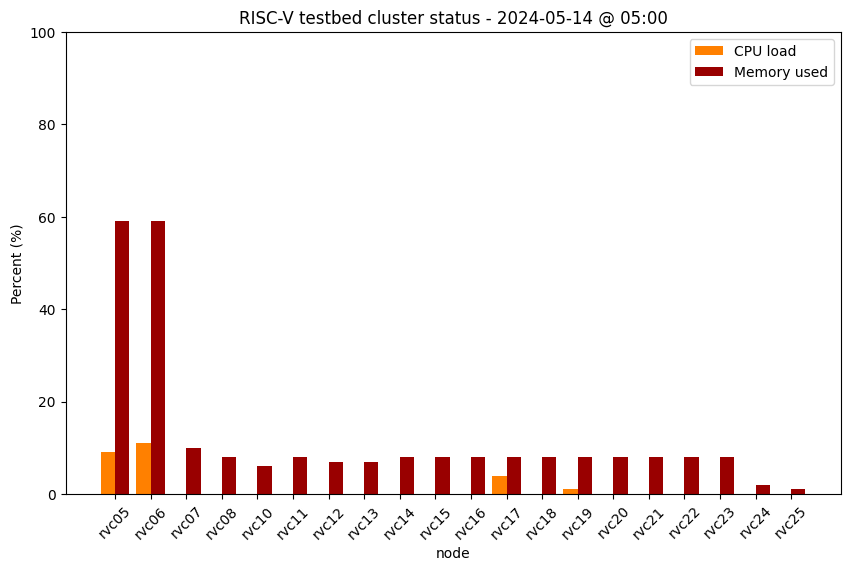 RISC-V testbed cluster status - 2024-05-14 @ 05:00
CPU load
Memory used
Percent (%)
100
80
60
40
20
0
rvc05 rvc06 rvc07 rvc08 rvc10 rvc11 rvc12 rvc13 rvc14 rvc15 rvc16 rvc17 rvc18 rvc19 rvc20 rvc21 rvc22 rvc23 rvc24 rvc25
node